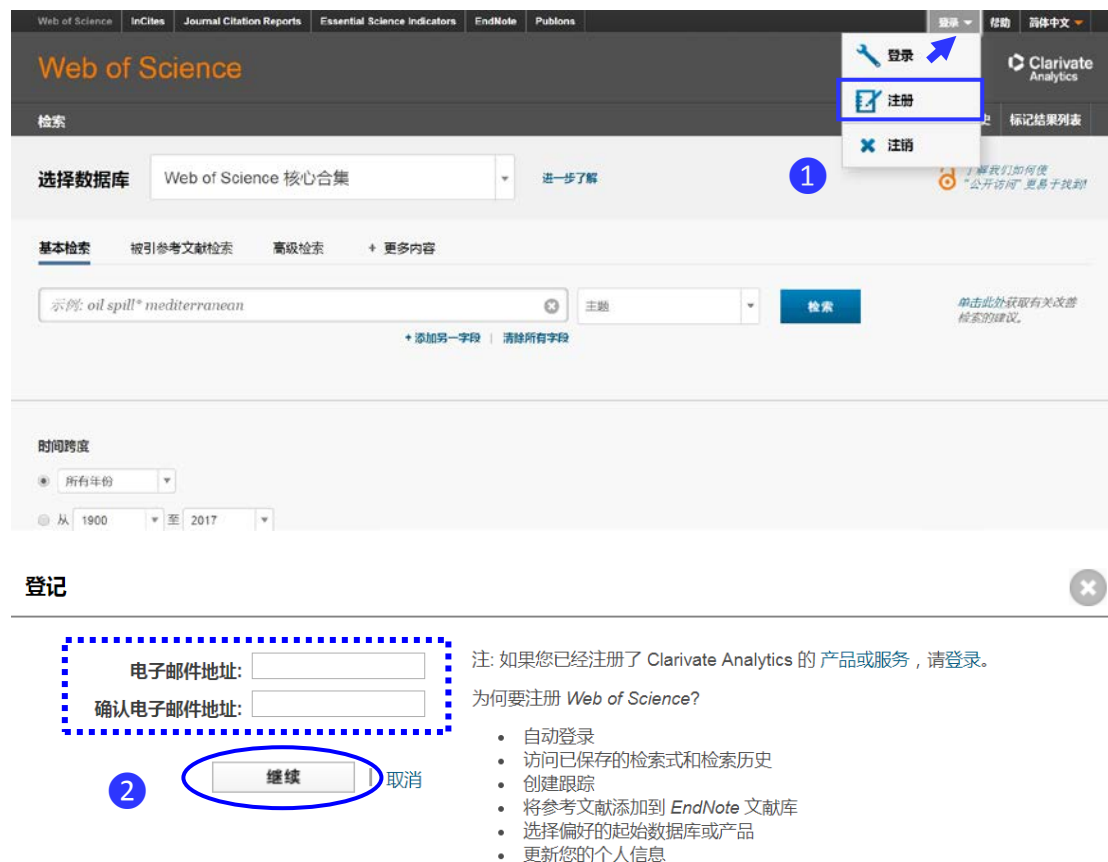 Web of Science InCites Journal Citation Reports Essential Science Indicators EndNote Publons 登录 帮助 简体中文
Web of Science
登录
Clarivate
Analytics
注册
检索
史 标记结果列表
注销
1
选择数据库 Web of Science 核心合集 进一步了解
了解我们如何使
“公开访问” 更易于找到!
基本检索 被引参考文献检索 高级检索 + 更多内容
示例: oil spill* mediterranean 主题 检索
单击此处获取有关改善
检索的建议。
+ 添加另一字段 | 清除所有字段
时间跨度
所有年份
从 1900 至 2017
登记
电子邮件地址:
确认电子邮件地址:
2
继续 | 取消
注: 如果您已经注册了 Clarivate Analytics 的 产品或服务 , 请登录。
为何要注册 Web of Science?
• 自动登录
• 访问已保存的检索式和检索历史
• 创建跟踪
• 将参考文献添加到 EndNote 文献库
• 选择偏好的起始数据库或产品
• 更新您的个人信息